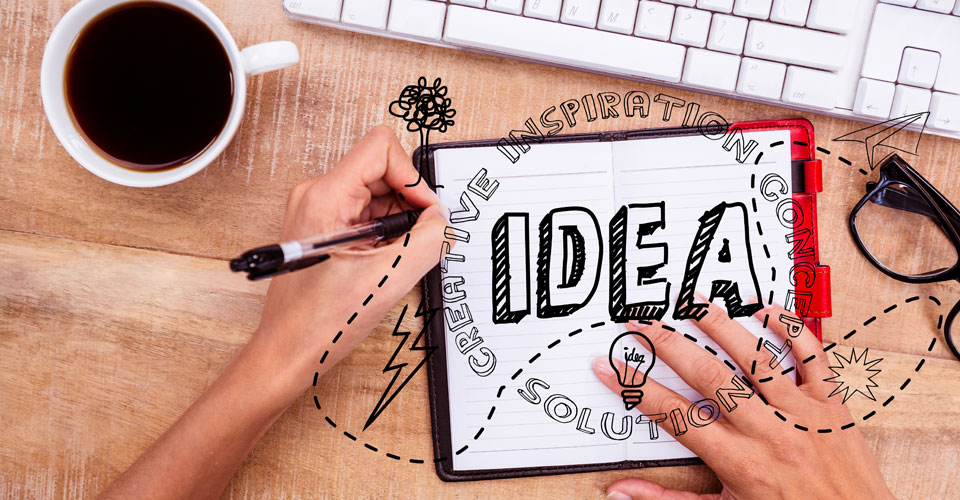 INSPIRATION
CREATIVE
IDEA
CONCEPT
idea
SOLUTION